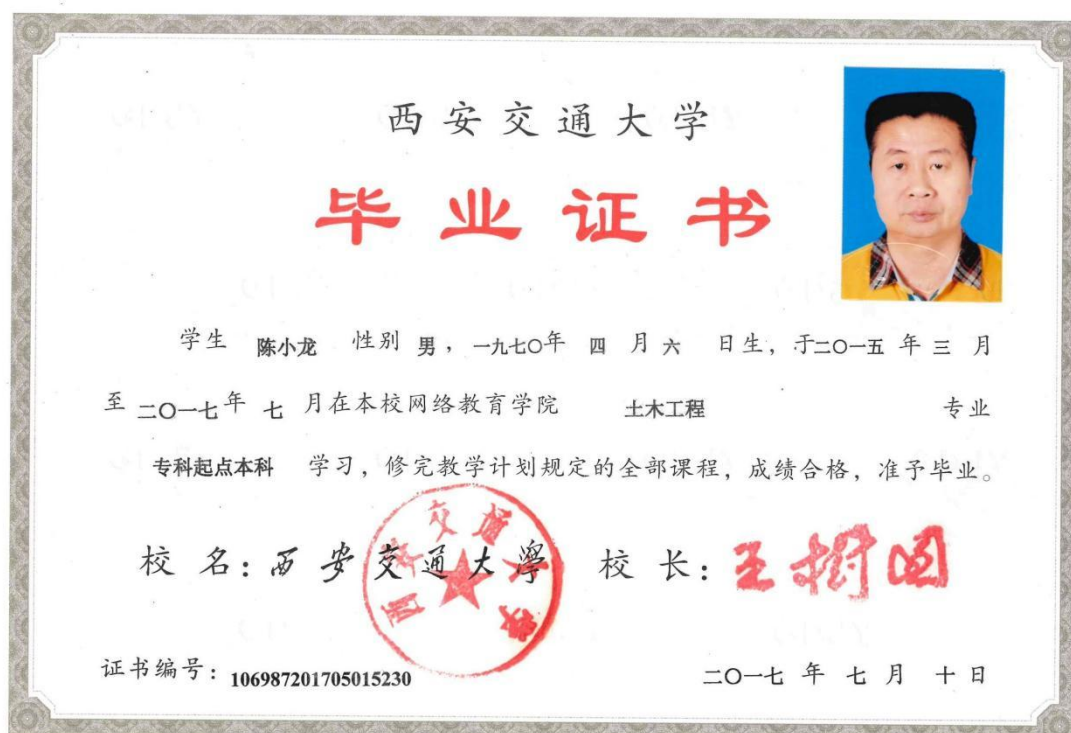 西安交通大学
毕业证书
学生 陈小龙 性别 男，一九七〇年 四 月 六 日生，于二〇一五 年 三 月
至 二〇一七年 七 月在本校网络教育学院 土木工程 专业
专科起点本科 学习，修完教学计划规定的全部课程，成绩合格，准予毕业。
校 名：西安交通大學 校 长：王树国
西安交通大学
证书编号：106987201705015230 二〇一七 年 七 月 十 日